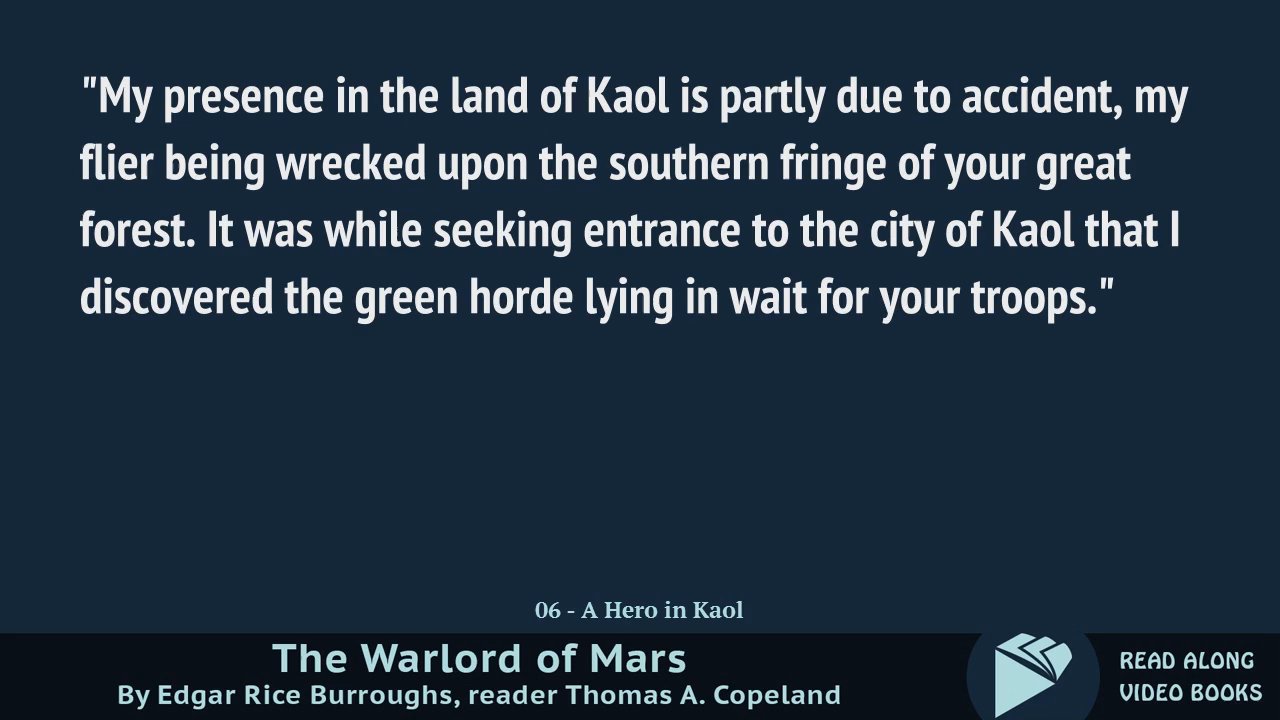 "My presence in the land of Kaol is partly due to accident, my
flier being wrecked upon the southern fringe of your great
forest. It was while seeking entrance to the city of Kaol that I
discovered the green horde lying in wait for your troops."
06 - A Hero in Kaol
The Warlord of Mars
By Edgar Rice Burroughs, reader Thomas A. Copeland
READ ALONG
VIDEO BOOKS